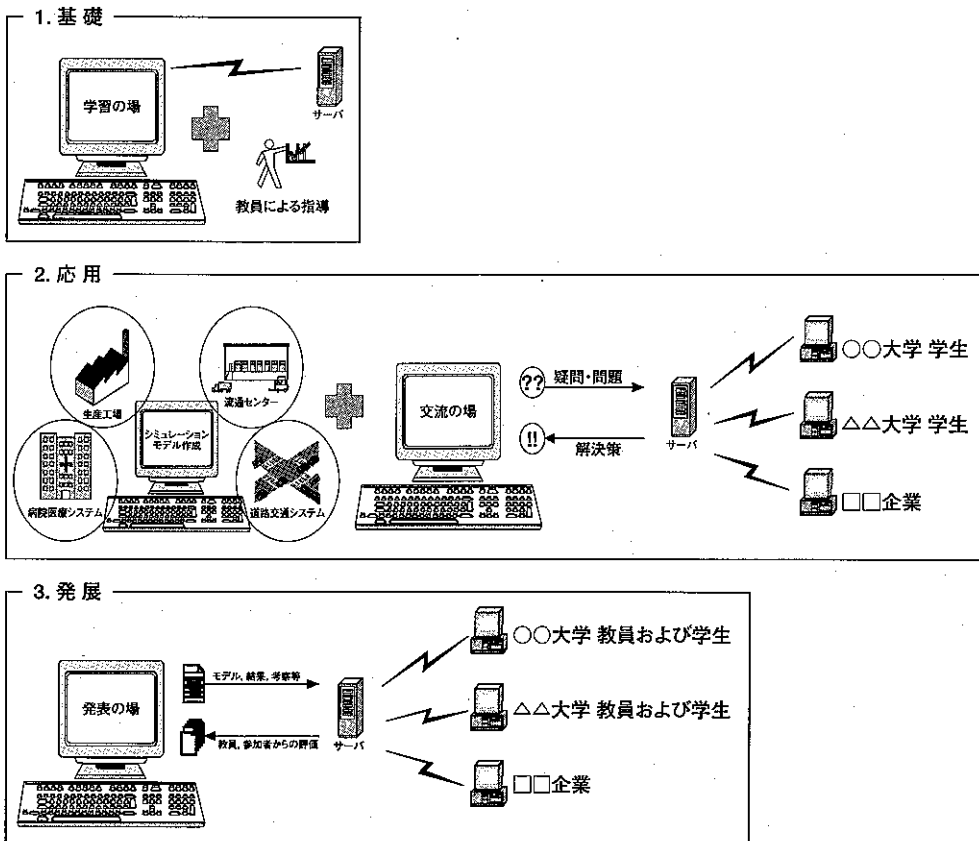 1. 基礎
学習の場
サーバ
教員による指導
2. 応用
生産工場
流通センター
シミュレーション
モデル作成
病院医療システム
道路交通システム
交流の場
??
疑問・問題
!!
解決策
サーバ
○○大学 学生
△△大学 学生
□□企業
3. 発展
発表の場
モデル, 結果, 考察等
教員, 参加者からの評価
サーバ
○○大学 教員および学生
△△大学 教員および学生
□□企業